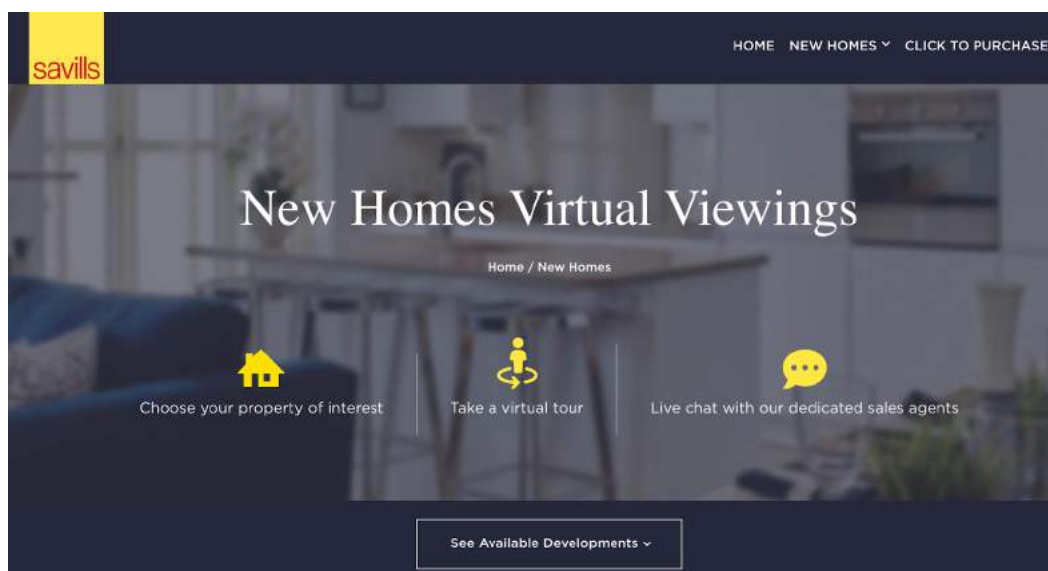 savills
HOME NEW HOMES CLICK TO PURCHASE
New Homes Virtual Viewings
Home / New Homes
Choose your property of interest
Take a virtual tour
Live chat with our dedicated sales agents
See Available Developments